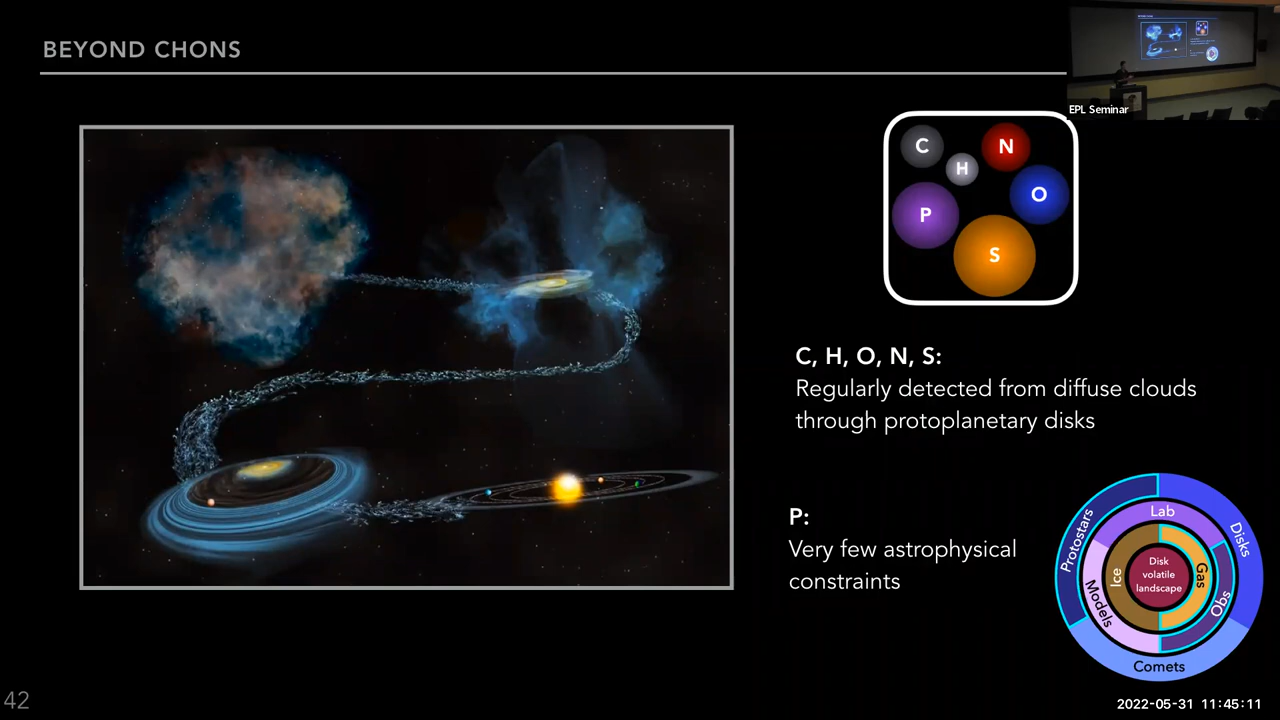 BEYOND CHONS
EPL Seminar
C
N
H
O
P
S
C, H, O, N, S:
Regularly detected from diffuse clouds
through protoplanetary disks
P:
Very few astrophysical
constraints
Protostars
Lab
Disks
Ice
Disk
volatile
landscape
Gas
Models
Obs
Comets
42
2022-05-31 11:45:11